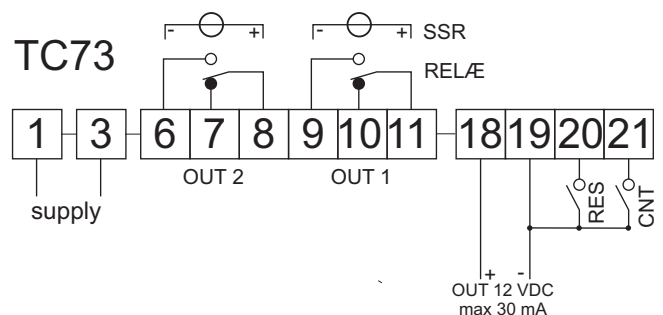 - + - + SSR
TC73
RELÆ
1 3 6 7 8 9 10 11 18 19 20 21
OUT 2 OUT 1
supply
RES
CNT
+ -
OUT 12 VDC
max 30 mA